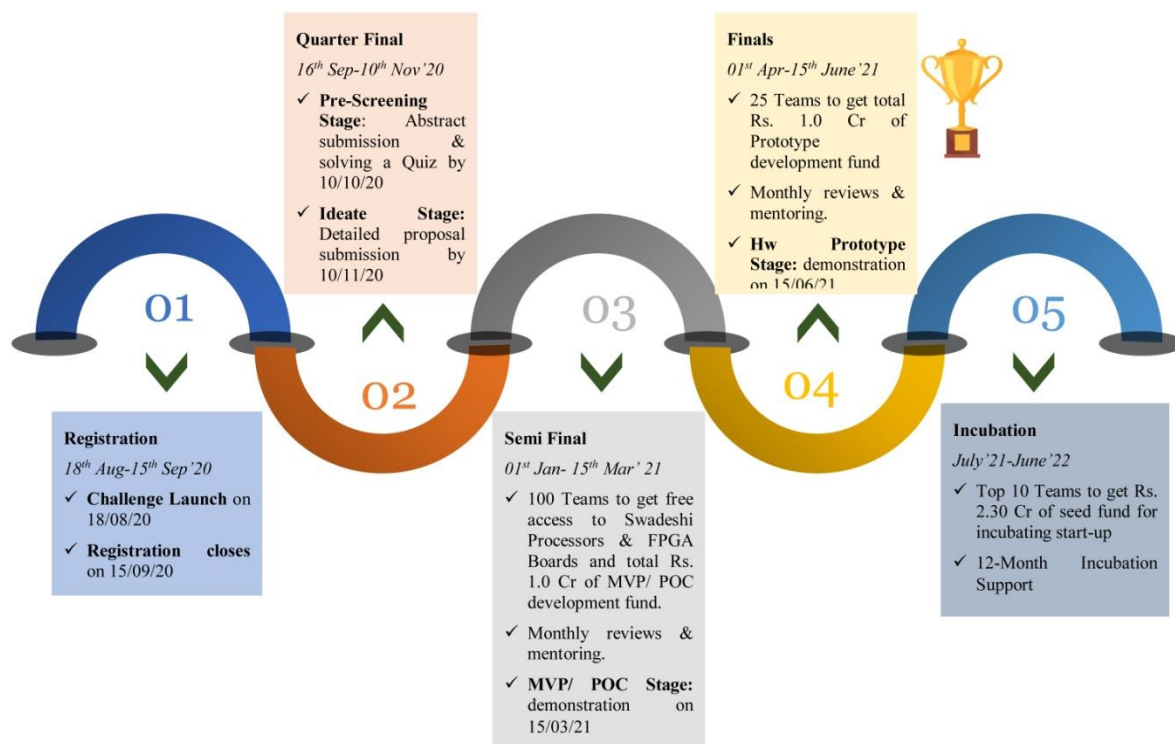 01
Registration
18th Aug-15th Sep'20
✓ Challenge Launch on
18/08/20
✓ Registration closes
on 15/09/20
02
Quarter Final
16th Sep-10th Nov'20
✓ Pre-Screening
Stage: Abstract
submission &
solving a Quiz by
10/10/20
✓ Ideate Stage:
Detailed proposal
submission by
10/11/20
03
Semi Final
01st Jan- 15th Mar' 21
✓ 100 Teams to get free
access to Swadeshi
Processors & FPGA
Boards and total Rs.
1.0 Cr of MVP/ POC
development fund.
✓ Monthly reviews &
mentoring.
✓ MVP/ POC Stage:
demonstration on
15/03/21
04
Finals
01st Apr-15th June'21
✓ 25 Teams to get total
Rs. 1.0 Cr of
Prototype
development fund
✓ Monthly reviews &
mentoring.
✓ Hw Prototype
Stage: demonstration
on 15/06/21
05
Incubation
July'21-June'22
✓ Top 10 Teams to get Rs.
2.30 Cr of seed fund for
incubating start-up
✓ 12-Month Incubation
Support